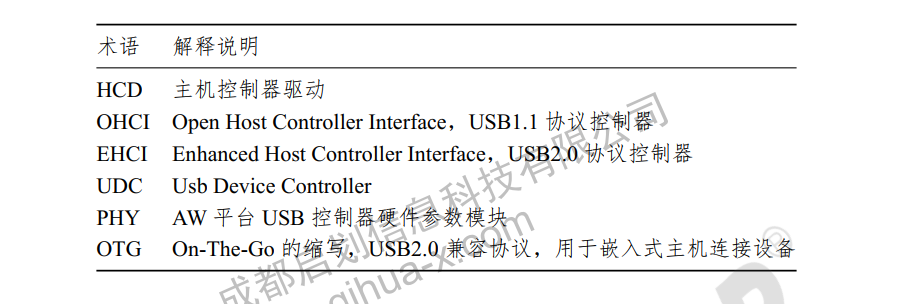 术语 解释说明
HCD 主机控制器驱动
OHCI Open Host Controller Interface，USB1.1 协议控制器
EHCI Enhanced Host Controller Interface，USB2.0 协议控制器
UDC Usb Device Controller
PHY AW 平台 USB 控制器硬件参数模块
OTG On-The-Go 的缩写，USB2.0 兼容协议，用于嵌入式主机连接设备
成都启划信息科技有限公司
qihua-x.com
©